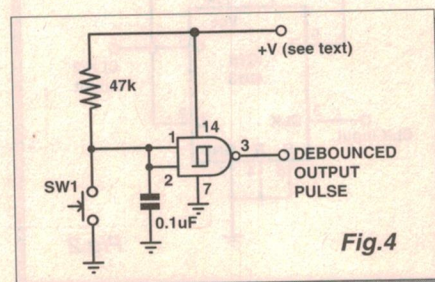 +V (see text)
47k
14
1
3
2
7
DEBOUNCED
OUTPUT
PULSE
SW1
0.1uF
Fig.4